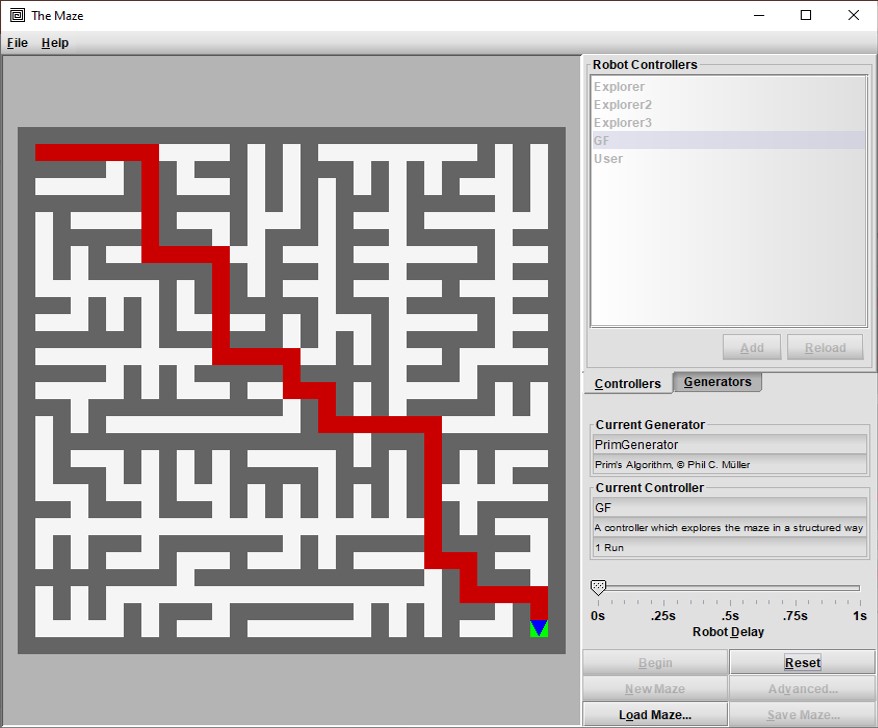 The Maze
File Help
Robot Controllers
Explorer
Explorer2
Explorer3
GF
User
Add Reload
Controllers Generators
Current Generator
PrimGenerator
Prim's Algorithm, © Phil C. Müller
Current Controller
GF
A controller which explores the maze in a structured way
1 Run
0s .25s .5s .75s 1s
Robot Delay
Begin Reset
New Maze Advanced...
Load Maze... Save Maze...